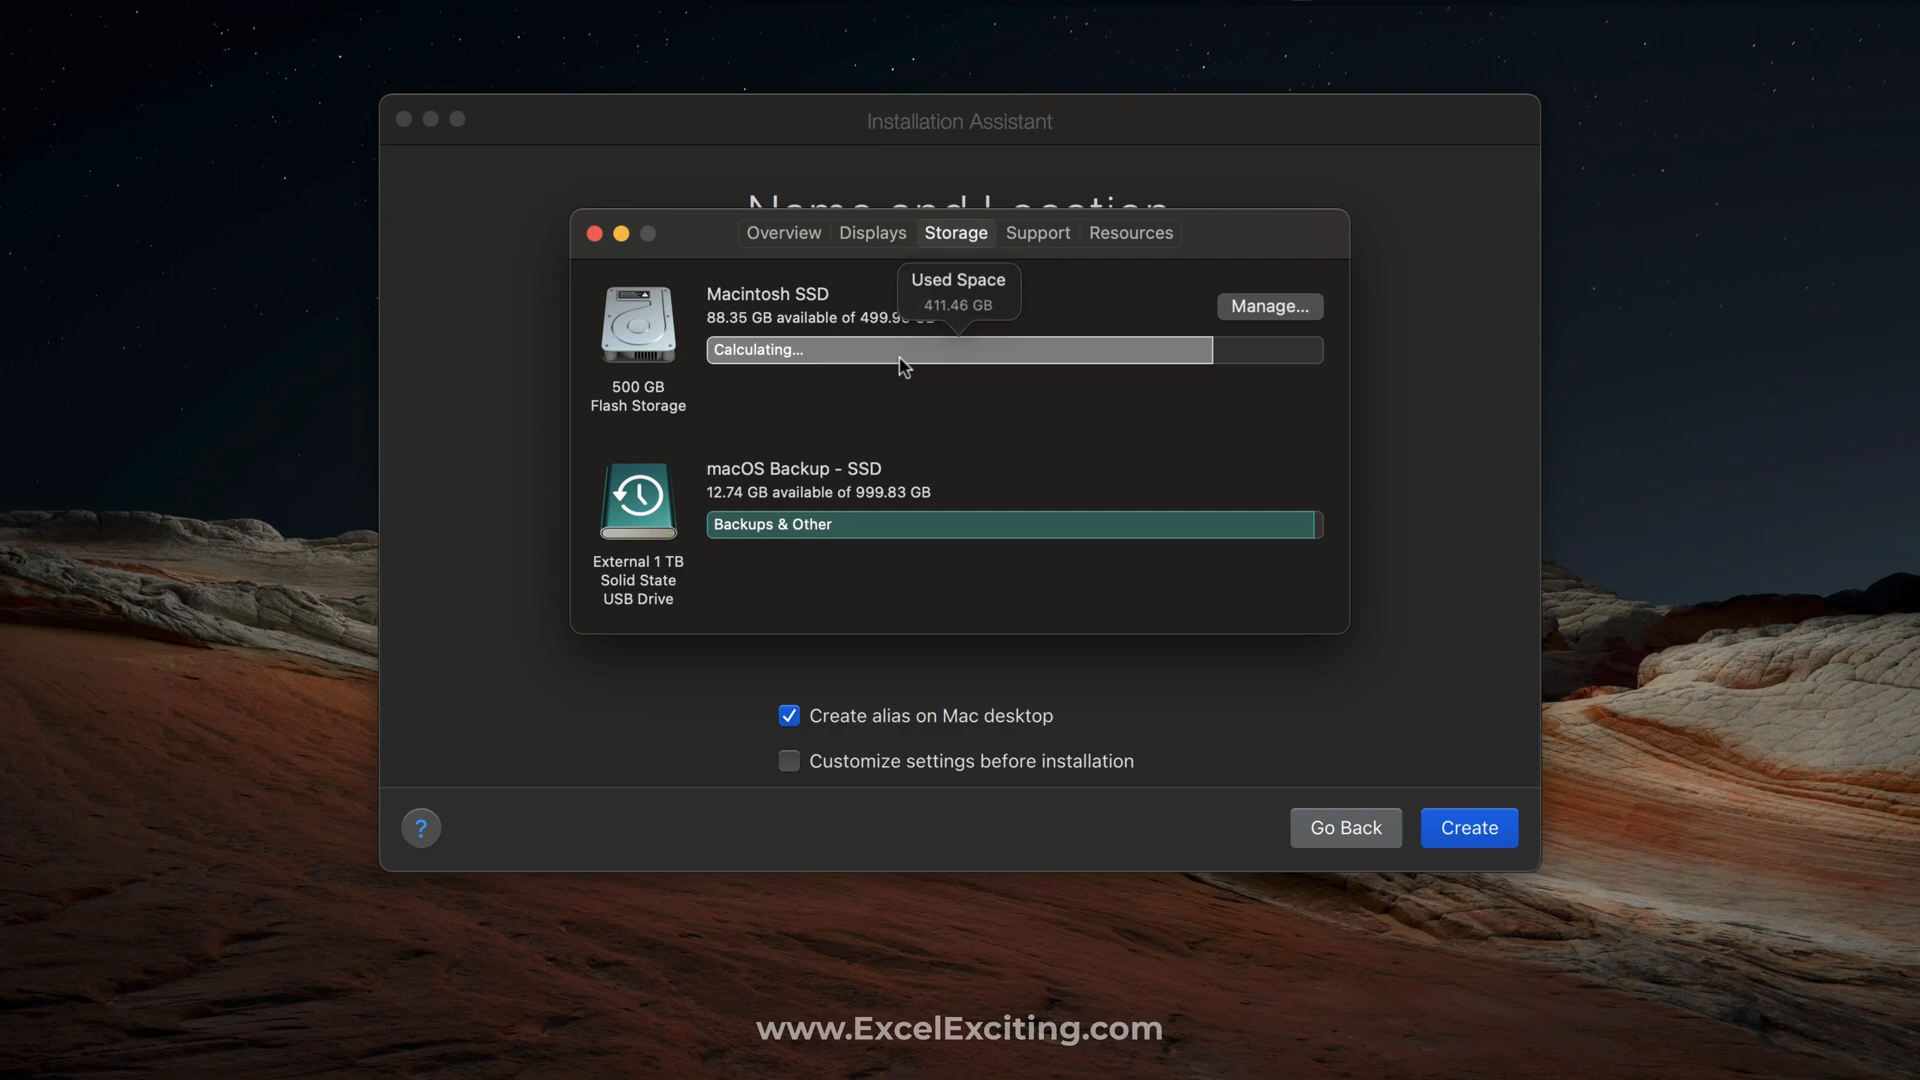 Installation Assistant
Name and Location
Overview Displays Storage Support Resources
Used Space
411.46 GB
Macintosh SSD
88.35 GB available of 499.9
Manage...
Calculating...
500 GB
Flash Storage
macOS Backup - SSD
12.74 GB available of 999.83 GB
Backups & Other
External 1 TB
Solid State
USB Drive
Create alias on Mac desktop
Customize settings before installation
?
Go Back
Create
www.ExcelExciting.com